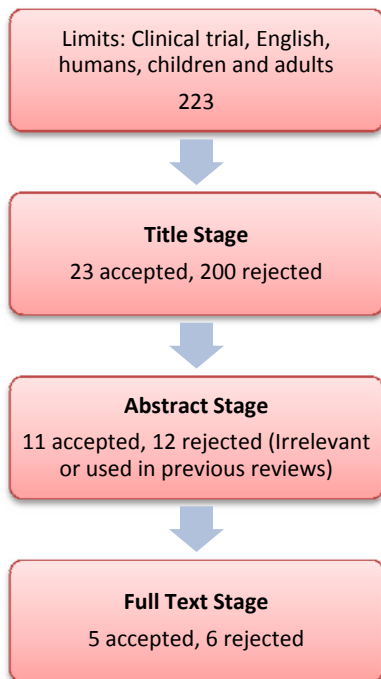 Limits: Clinical trial, English,
humans, children and adults
223
Title Stage
23 accepted, 200 rejected
Abstract Stage
11 accepted, 12 rejected (Irrelevant
or used in previous reviews)
Full Text Stage
5 accepted, 6 rejected